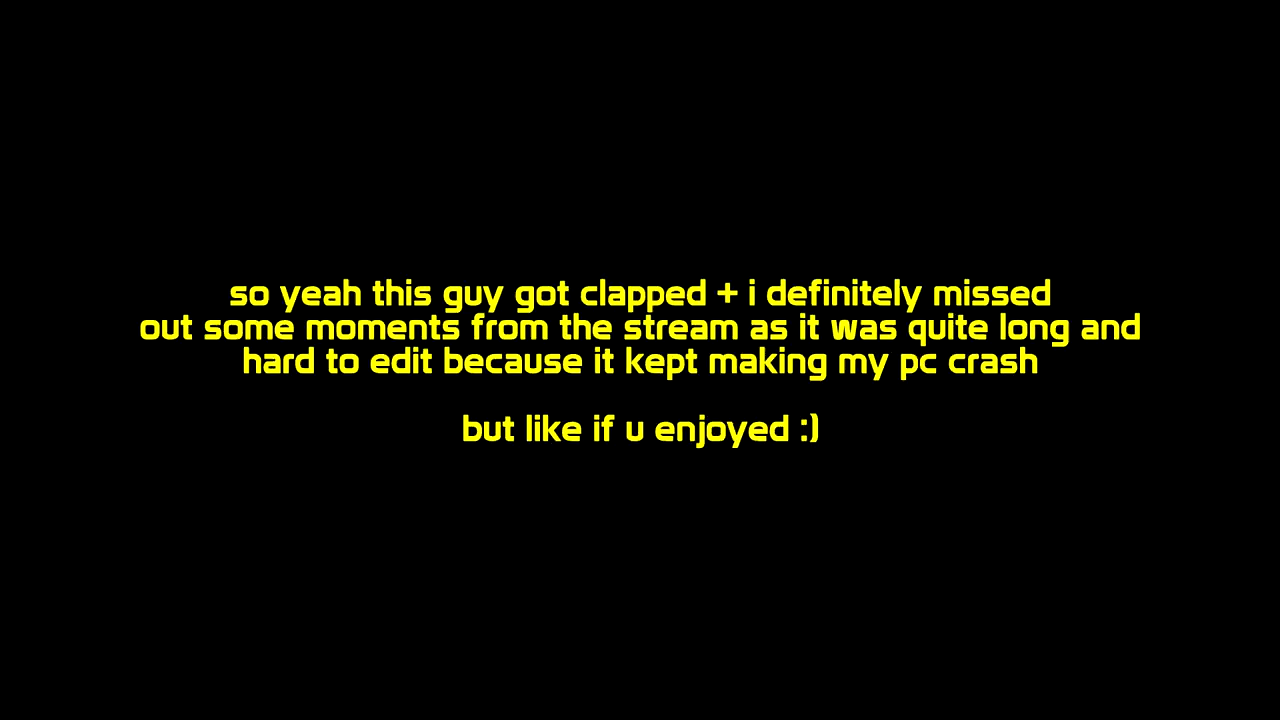 so yeah this guy got clapped + i definitely missed
out some moments from the stream as it was quite long and
hard to edit because it kept making my pc crash
but like if u enjoyed :)